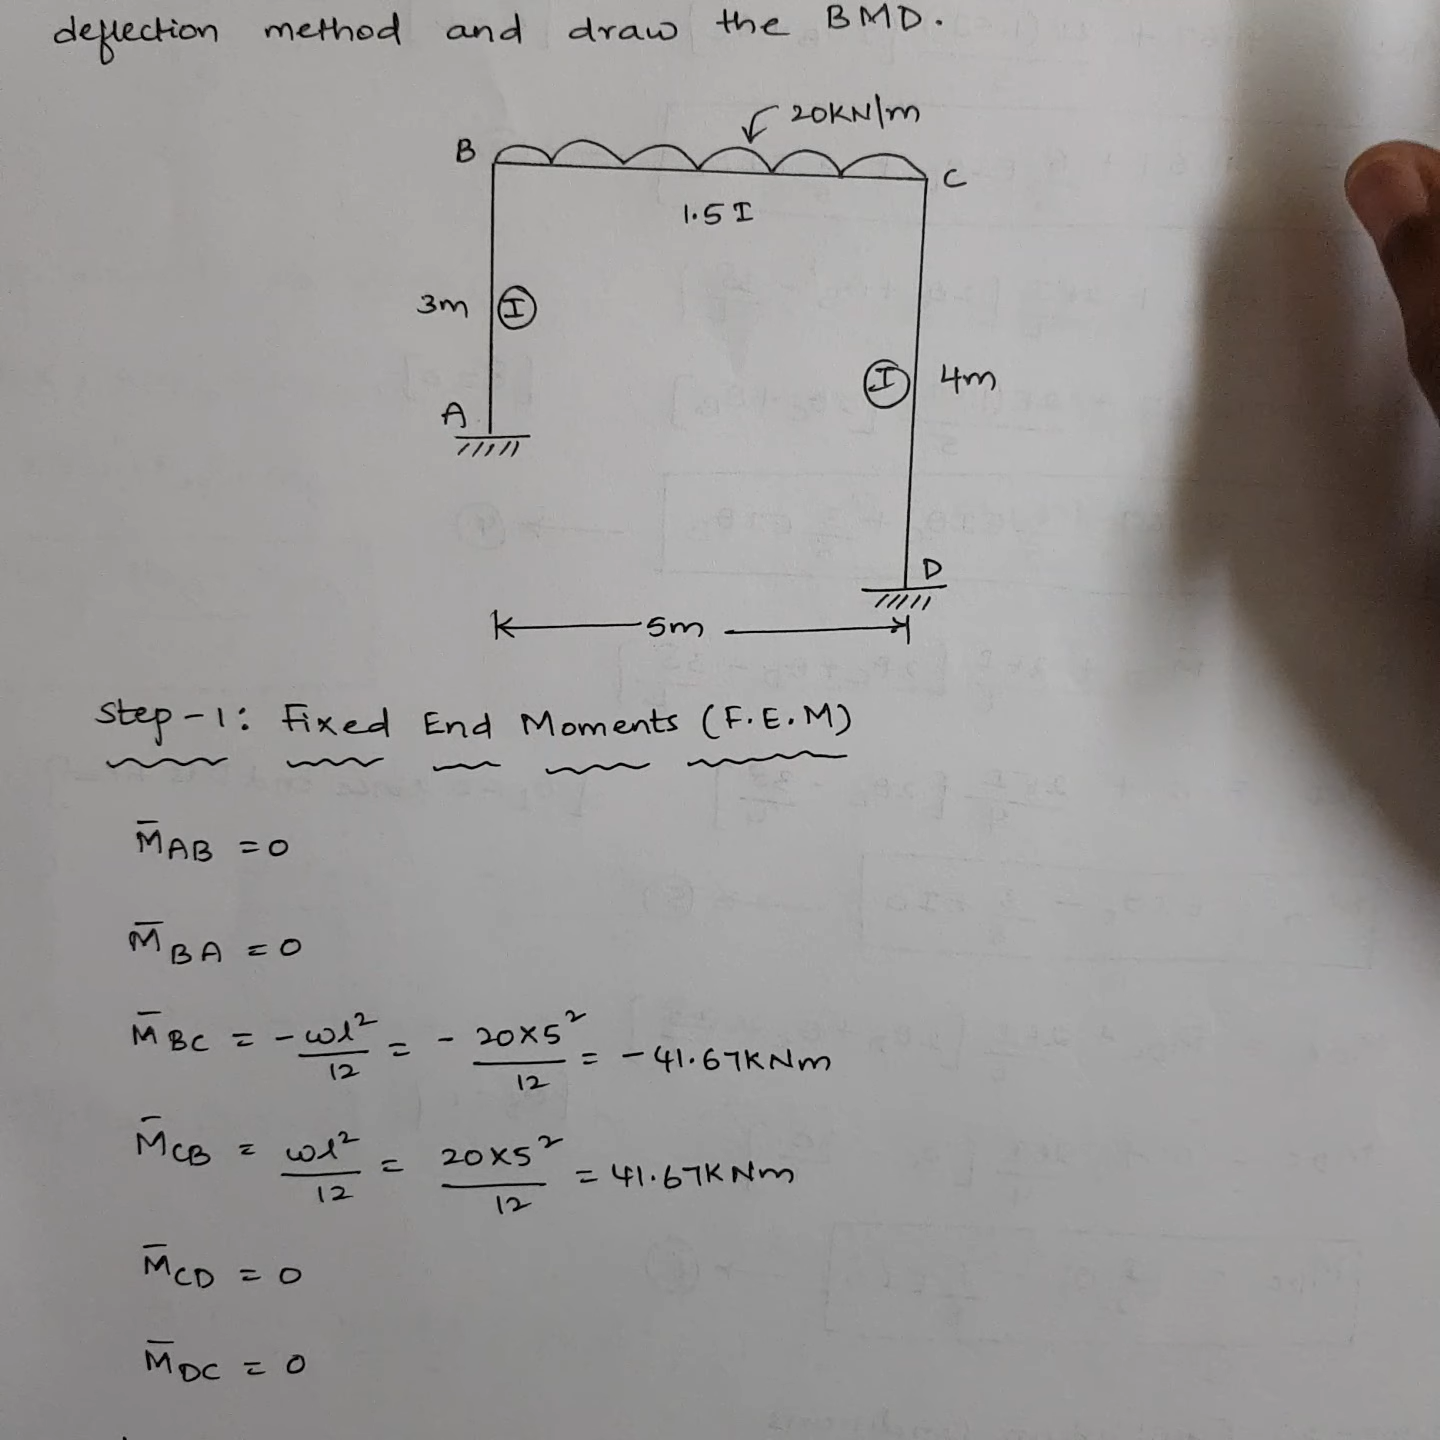 deflection method and draw the BMD.
20KN/m
B
C
1.5 I
3m I
I 4m
A
D
5m
Step-1: Fixed End Moments (F.E.M)
M̅AB = 0
M̅BA = 0
M̅BC = -wl²/12 = - 20×5²/12 = -41.67KNm
M̅CB = wl²/12 = 20×5²/12 = 41.67KNm
M̅CD = 0
M̅DC = 0